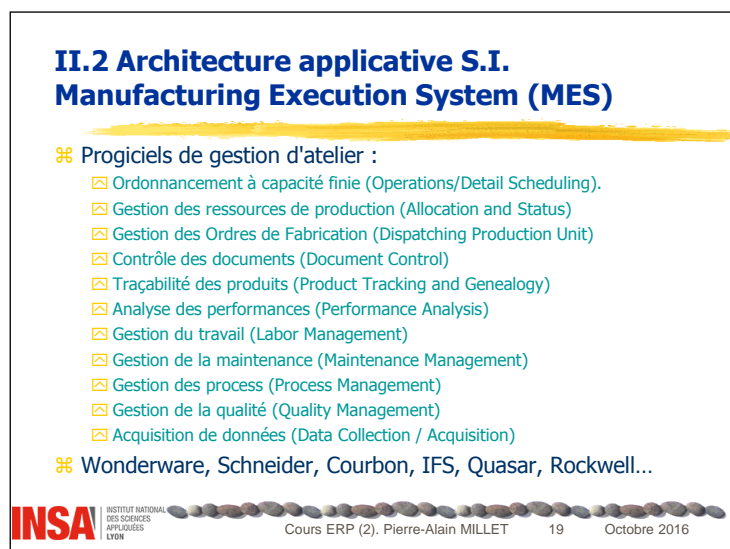 II.2 Architecture applicative S.I.
Manufacturing Execution System (MES)
⌘ Progiciels de gestion d'atelier :
Ordonnancement à capacité finie (Operations/Detail Scheduling).
Gestion des ressources de production (Allocation and Status)
Gestion des Ordres de Fabrication (Dispatching Production Unit)
Contrôle des documents (Document Control)
Traçabilité des produits (Product Tracking and Genealogy)
Analyse des performances (Performance Analysis)
Gestion du travail (Labor Management)
Gestion de la maintenance (Maintenance Management)
Gestion des process (Process Management)
Gestion de la qualité (Quality Management)
Acquisition de données (Data Collection / Acquisition)
⌘ Wonderware, Schneider, Courbon, IFS, Quasar, Rockwell…
INSA
INSTITUT NATIONAL
DES SCIENCES
APPLIQUÉES
LYON
Cours ERP (2). Pierre-Alain MILLET 19 Octobre 2016